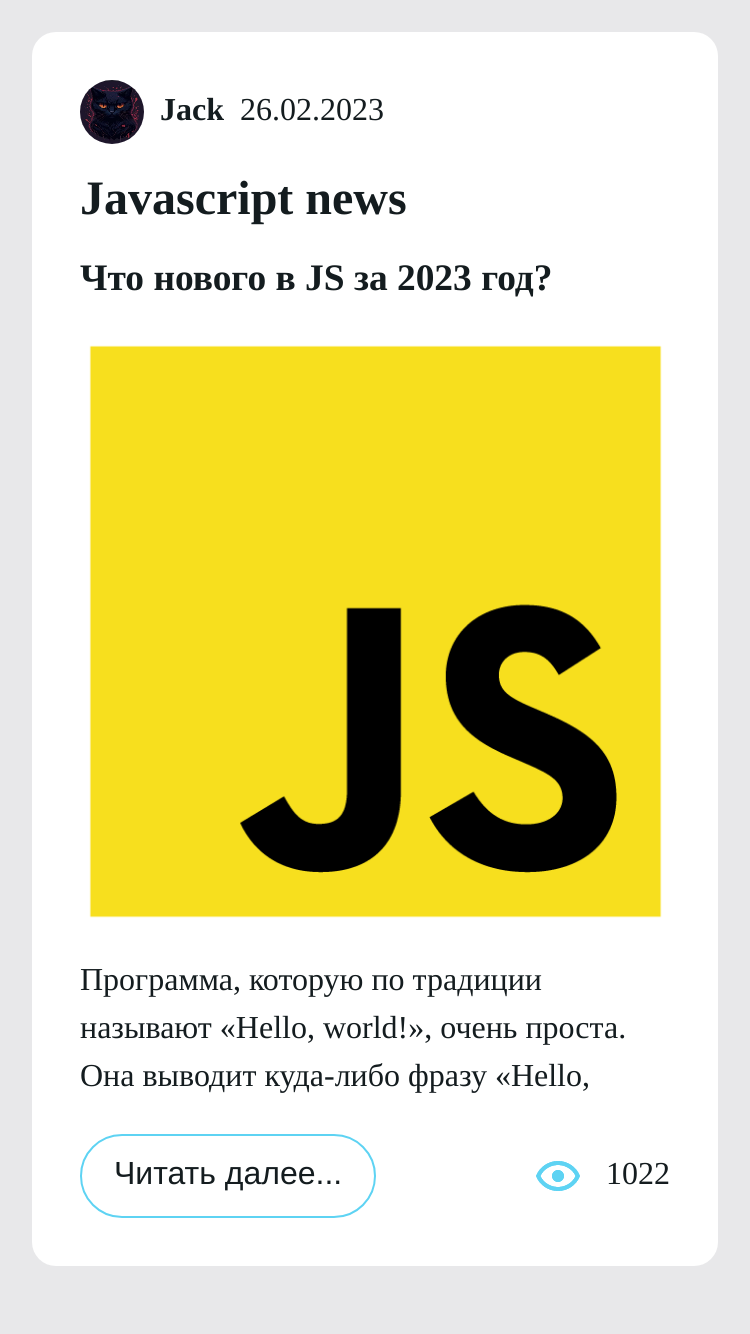 Jack 26.02.2023
Javascript news
Что нового в JS за 2023 год?
JS
Программа, которую по традиции
называют «Hello, world!», очень проста.
Она выводит куда-либо фразу «Hello,
Читать далее... 1022